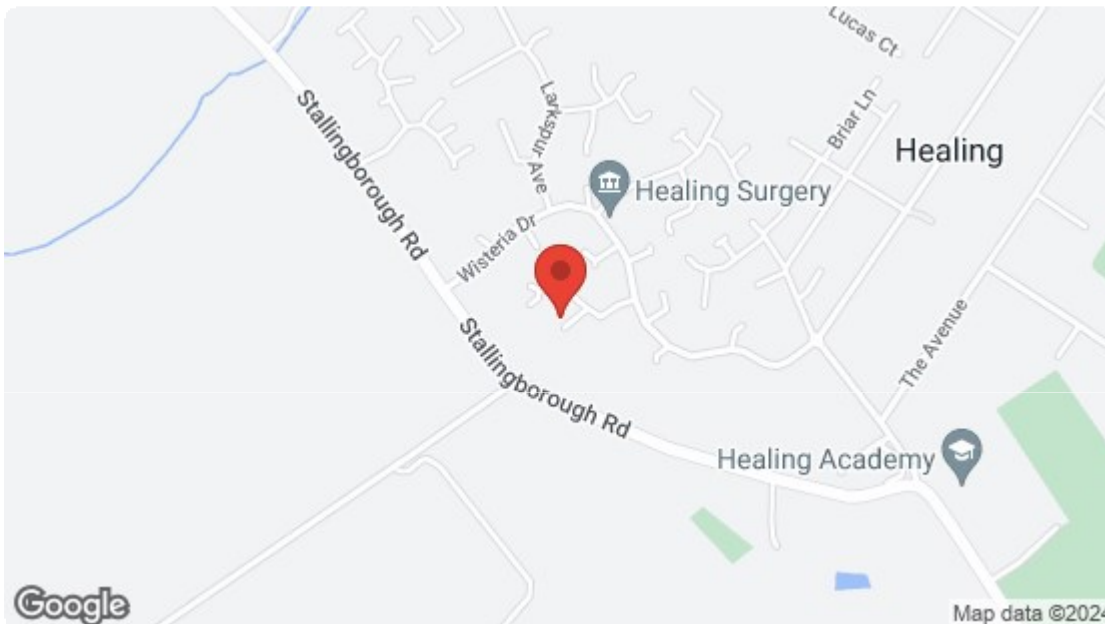 Lucas Ct
Stallingborough Rd
Larkspur Ave
Briar Ln
Healing
Healing Surgery
Wisteria Dr
Stallingborough Rd
The Avenue
Healing Academy
Google
Map data ©2024